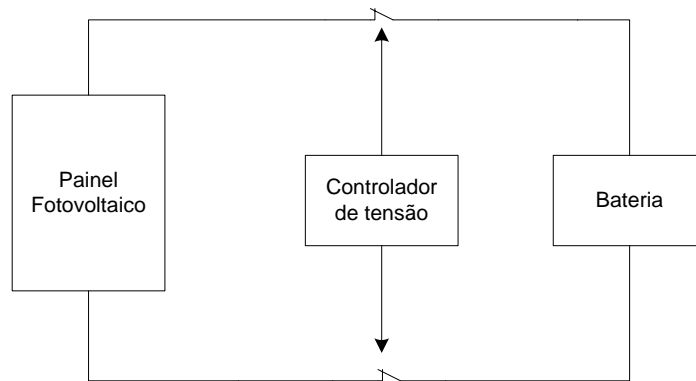 Painel
Fotovoltaico
Controlador
de tensão
Bateria